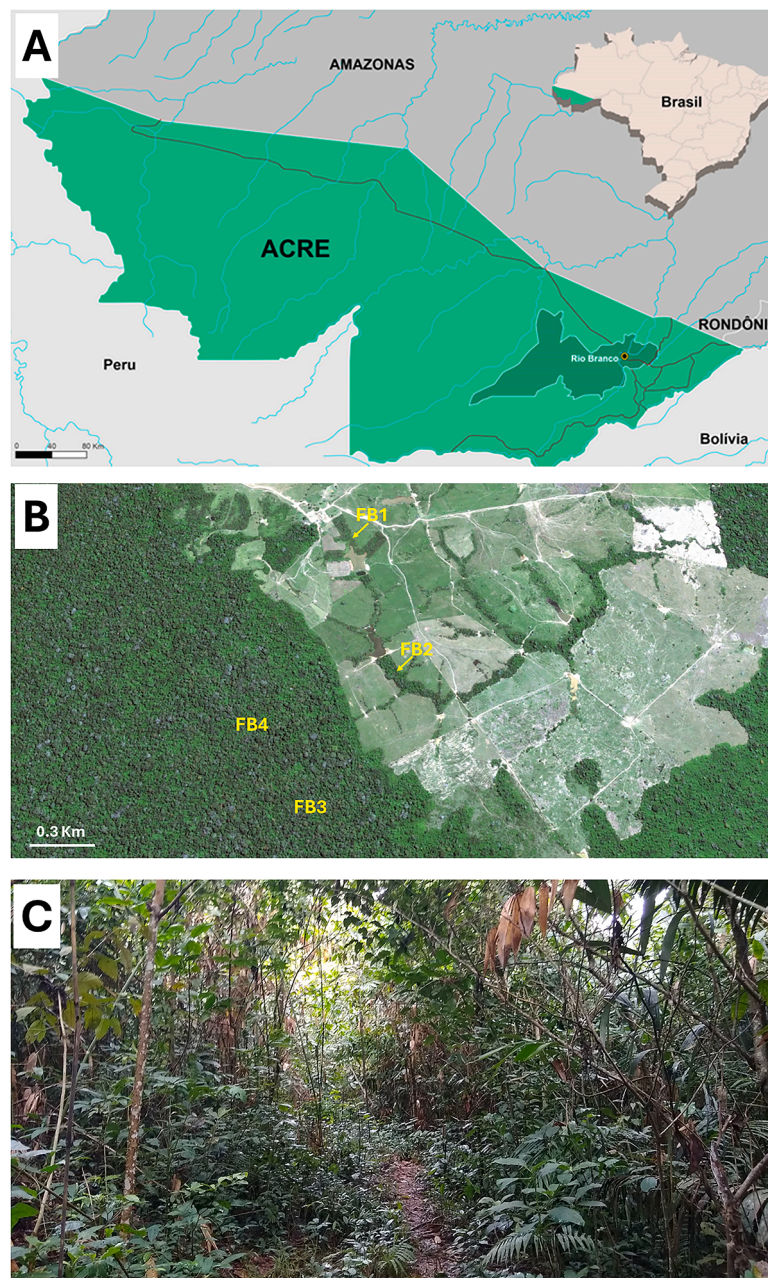 A
AMAZONAS
Brasil
ACRE
RONDÔNI
Rio Branco
Peru
Bolívia
0 40 80 Km
B
FB1
FB2
FB4
FB3
0.3 Km
C